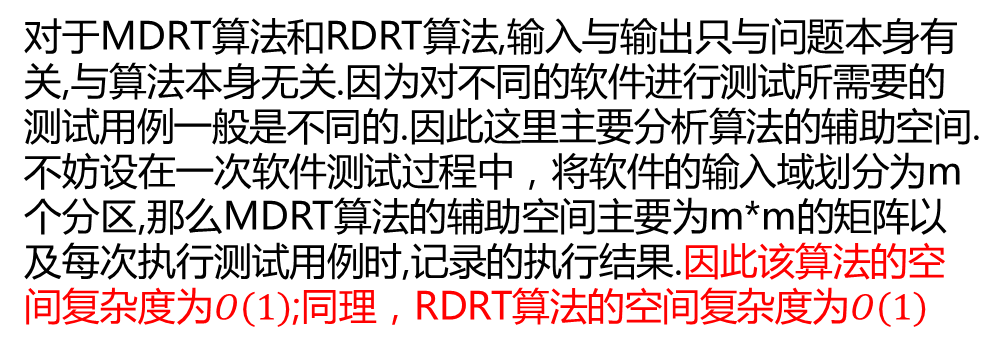 对于MDRT算法和RDRT算法,输入与输出只与问题本身有
关,与算法本身无关.因为对不同的软件进行测试所需要的
测试用例一般是不同的.因此这里主要分析算法的辅助空间.
不妨设在一次软件测试过程中，将软件的输入域划分为m
个分区,那么MDRT算法的辅助空间主要为m*m的矩阵以
及每次执行测试用例时,记录的执行结果.因此该算法的空
间复杂度为O(1);同理，RDRT算法的空间复杂度为O(1)